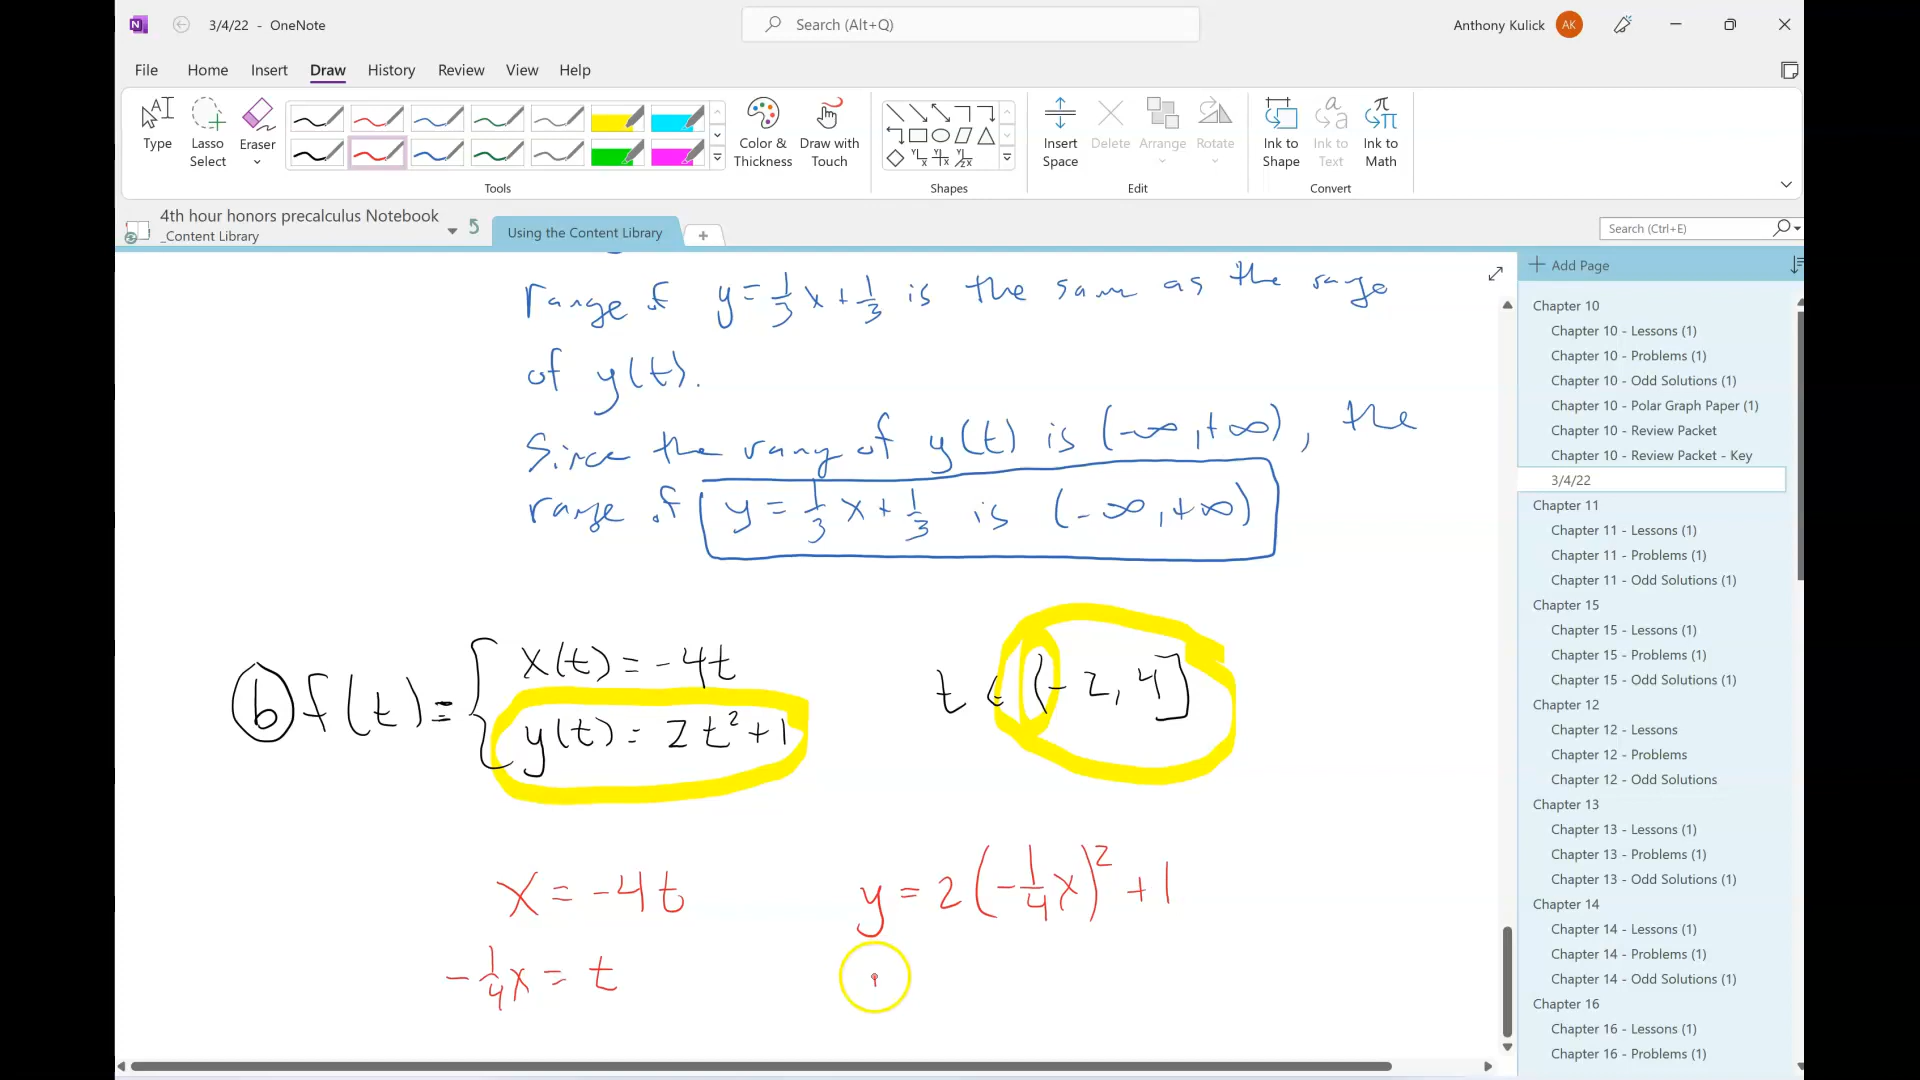 3/4/22 - OneNote
Search (Alt+Q)
Anthony Kulick AK
File Home Insert Draw History Review View Help
Type
Lasso Select
Eraser
Color & Thickness
Draw with Touch
Insert Space
Delete
Arrange
Rotate
Ink to Shape
Ink to Text
Ink to Math
Tools
Shapes
Edit
Convert
4th hour honors precalculus Notebook
_Content Library
Using the Content Library
Search (Ctrl+E)
range of y = 1/3 x + 1/3 is the same as the range
of y(t).
Since the range of y(t) is (-∞,+∞), the
range of y = 1/3 x + 1/3 is (-∞,+∞)
b f(t) = { x(t) = -4t
y(t) = 2t² + 1
t ∈ (-2, 4]
x = -4t
y = 2(-1/4 x)² + 1
-1/4 x = t
Add Page
Chapter 10
Chapter 10 - Lessons (1)
Chapter 10 - Problems (1)
Chapter 10 - Odd Solutions (1)
Chapter 10 - Polar Graph Paper (1)
Chapter 10 - Review Packet
Chapter 10 - Review Packet - Key
3/4/22
Chapter 11
Chapter 11 - Lessons (1)
Chapter 11 - Problems (1)
Chapter 11 - Odd Solutions (1)
Chapter 15
Chapter 15 - Lessons (1)
Chapter 15 - Problems (1)
Chapter 15 - Odd Solutions (1)
Chapter 12
Chapter 12 - Lessons
Chapter 12 - Problems
Chapter 12 - Odd Solutions
Chapter 13
Chapter 13 - Lessons (1)
Chapter 13 - Problems (1)
Chapter 13 - Odd Solutions (1)
Chapter 14
Chapter 14 - Lessons (1)
Chapter 14 - Problems (1)
Chapter 14 - Odd Solutions (1)
Chapter 16
Chapter 16 - Lessons (1)
Chapter 16 - Problems (1)